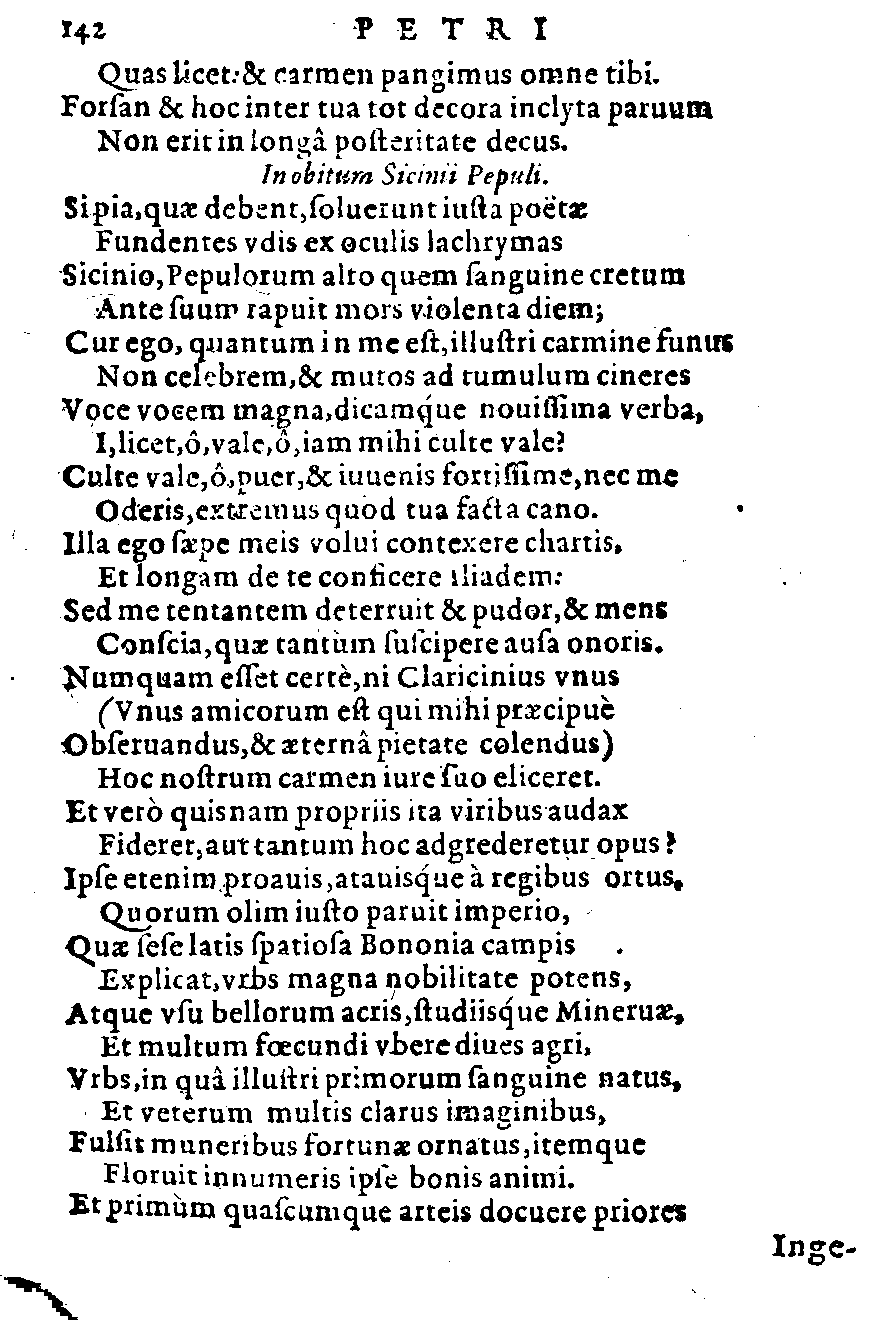 142 PETRI
Quas licet: & carmen pangimus omne tibi.
Forſan & hoc inter tua tot decora inclyta paruum
Non erit in longâ poſteritate decus.
In obitum Sicinii Pepuli.
Si pia, quæ debent, ſoluerunt iuſta poëtæ
Fundentes vdis ex oculis lachrymas
Sicinio, Pepulorum alto quem ſanguine cretum
Ante ſuum rapuit mors violenta diem;
Cur ego, quantum in me eſt, illuſtri carmine funus
Non celebrem, & mutos ad tumulum cineres
Voce vocem magna, dicamq́ue nouiſſima verba,
I, licet, ô, vale, ô, iam mihi culte vale?
Culte vale, ô, puer, & iuuenis fortiſſime, nec me
Oderis, extremus quod tua facta cano.
Illa ego ſæpe meis volui contexere chartis,
Et longam de te conficere iliadem:
Sed me tentantem deterruit & pudor, & mens
Conſcia, quæ tantùm ſuſcipere auſa onoris.
Numquam eſſet certè, ni Claricinius vnus
(Vnus amicorum eſt qui mihi præcipuè
Obſeruandus, & æternâ pietate colendus)
Hoc noſtrum carmen iure ſuo eliceret.
Et verò quisnam propriis ita viribus audax
Fideret, aut tantum hoc adgrederetur opus?
Ipſe etenim proauis, atauisq́ue à regibus ortus,
Quorum olim iuſto paruit imperio,
Quæ ſeſe latis ſpatioſa Bononia campis
Explicat, vrbs magna nobilitate potens,
Atque vſu bellorum acris, ſtudiisq́ue Mineruæ,
Et multum fœcundi vbere diues agri,
Vrbs, in quâ illuſtri primorum ſanguine natus,
Et veterum multis clarus imaginibus,
Fulſit muneribus fortunæ ornatus, itemque
Floruit innumeris ipſe bonis animi.
Et primùm quaſcumque arteis docuere priores
Inge-